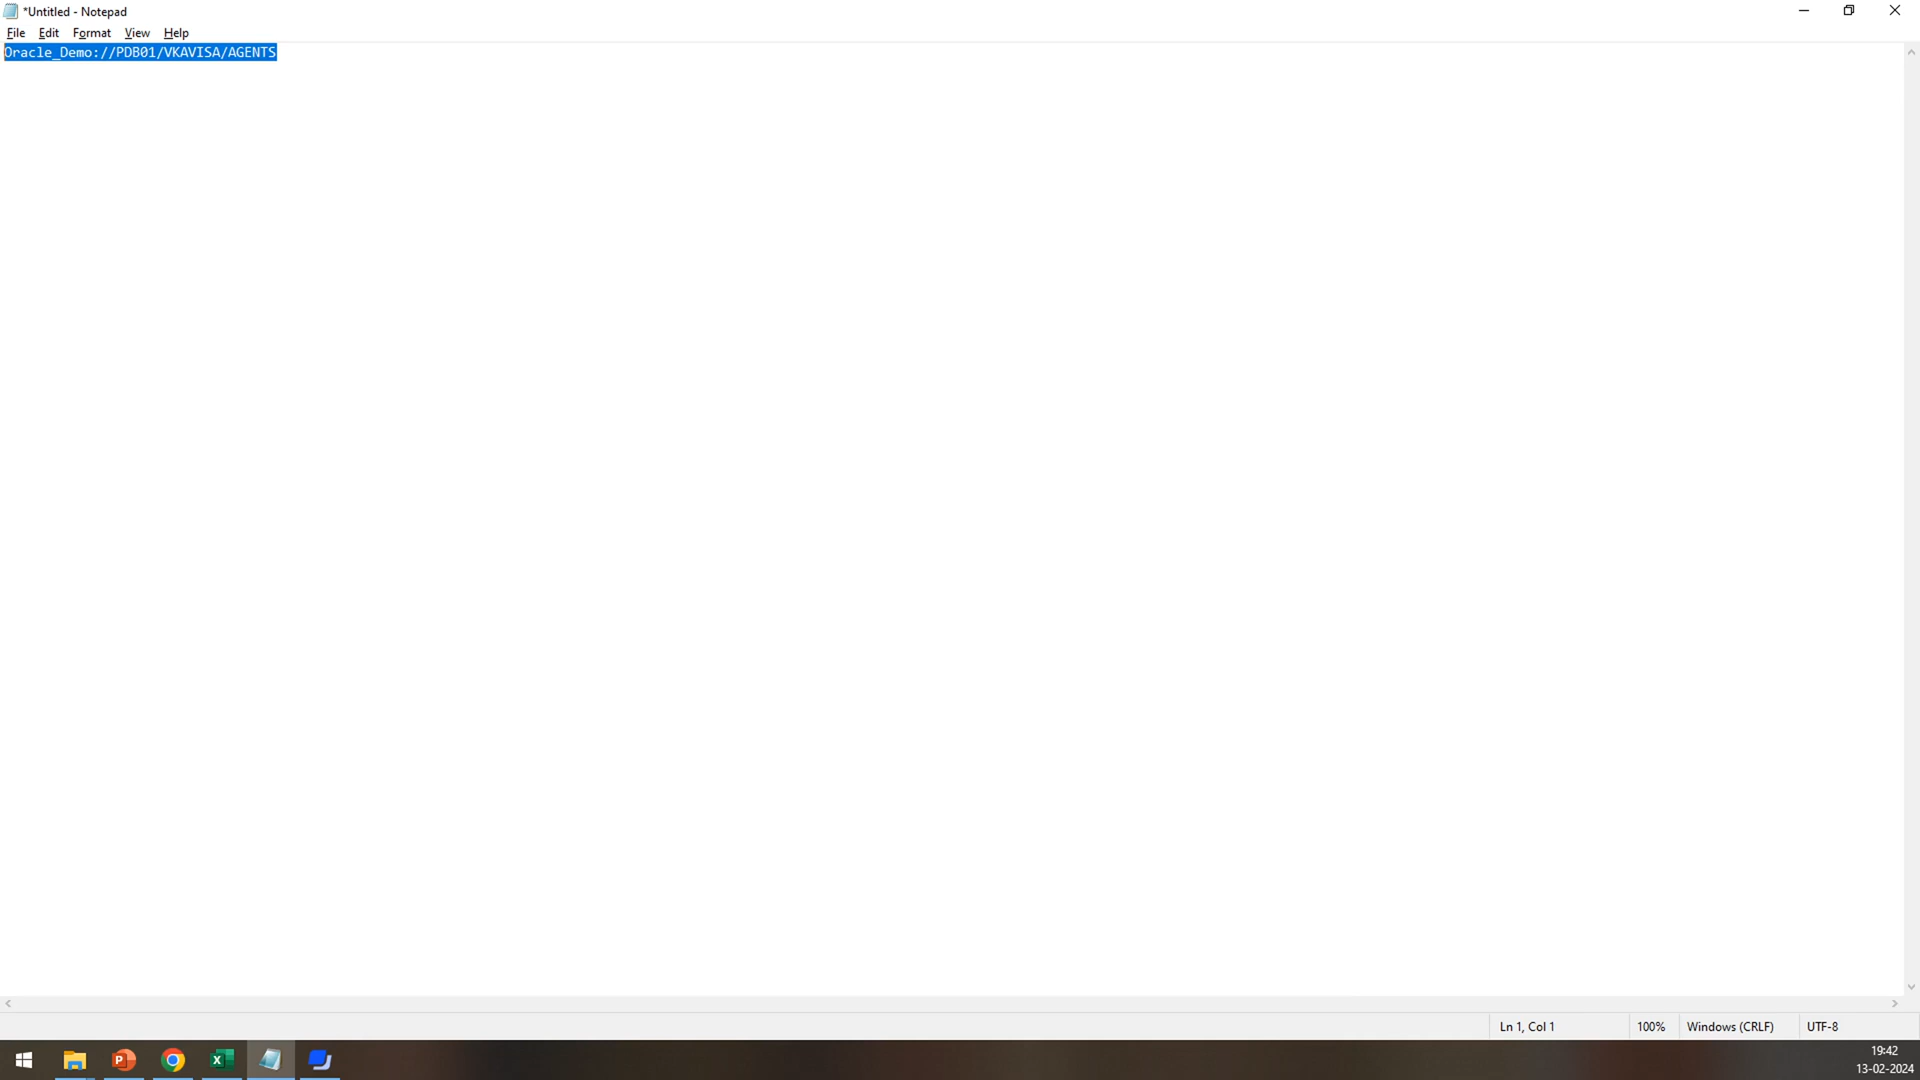 *Untitled - Notepad
File Edit Format View Help
Oracle_Demo://PDB01/VKAVISA/AGENTS
Ln 1, Col 1 100% Windows (CRLF) UTF-8
19:42
13-02-2024